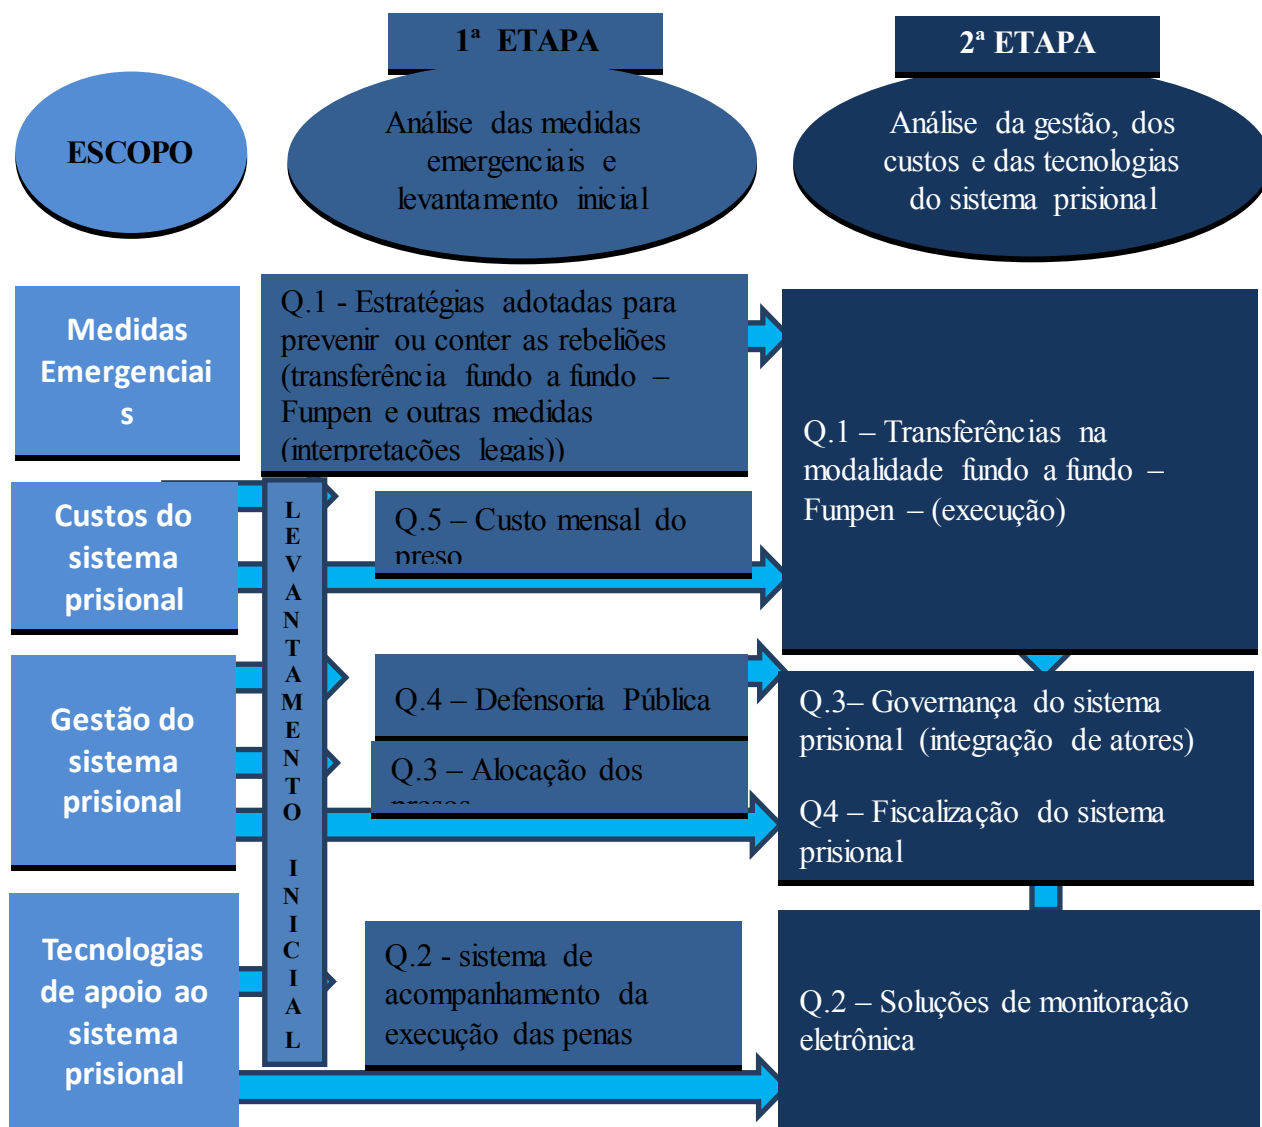 1ª ETAPA
2ª ETAPA
ESCOPO
Análise das medidas
emergenciais e
levantamento inicial
Análise da gestão, dos
custos e das tecnologias
do sistema prisional
Medidas
Emergenciai
s
Q.1 - Estratégias adotadas para
prevenir ou conter as rebeliões
(transferência fundo a fundo –
Funpen e outras medidas
(interpretações legais))
Q.1 – Transferências na
modalidade fundo a fundo –
Funpen – (execução)
Custos do
sistema
prisional
LEVANTAMENTO INICIAL
Q.5 – Custo mensal do
preso
Gestão do
sistema
prisional
Q.4 – Defensoria Pública
Q.3 – Alocação dos
presos
Q.3– Governança do sistema
prisional (integração de atores)
Q4 – Fiscalização do sistema
prisional
Tecnologias
de apoio ao
sistema
prisional
Q.2 - sistema de
acompanhamento da
execução das penas
Q.2 – Soluções de monitoração
eletrônica